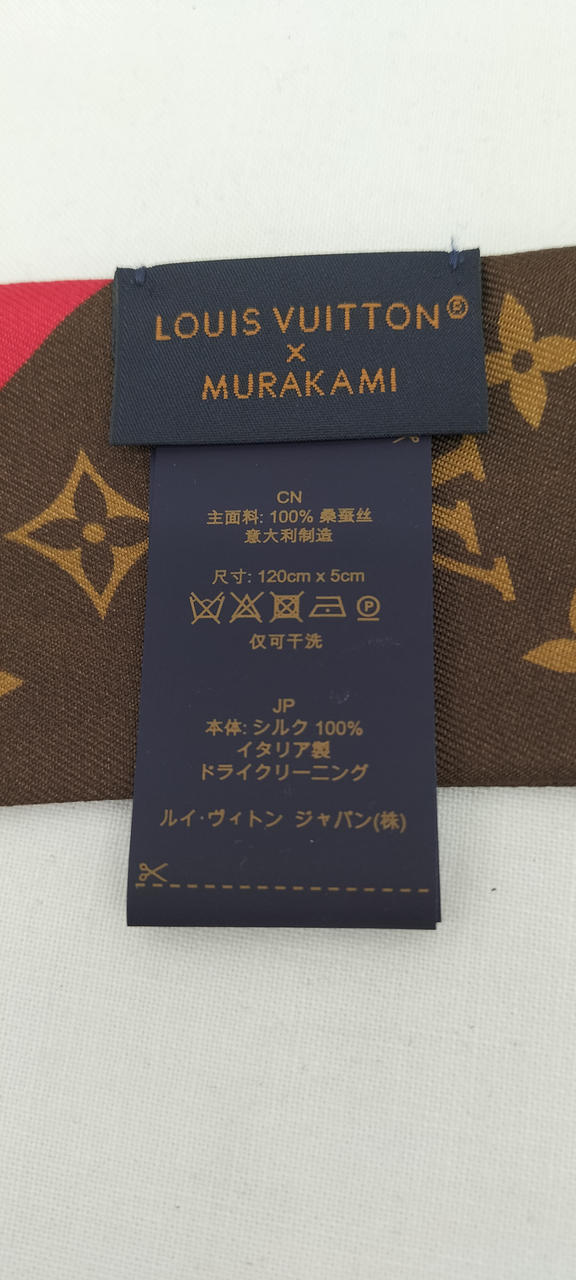 LOUIS VUITTON®
X
MURAKAMI
CN
主面料: 100% 桑蚕丝
意大利制造
尺寸: 120cm x 5cm
P
仅可干洗
JP
本体: シルク 100%
イタリア製
ドライクリーニング
ルイ·ヴィトン ジャパン(株)